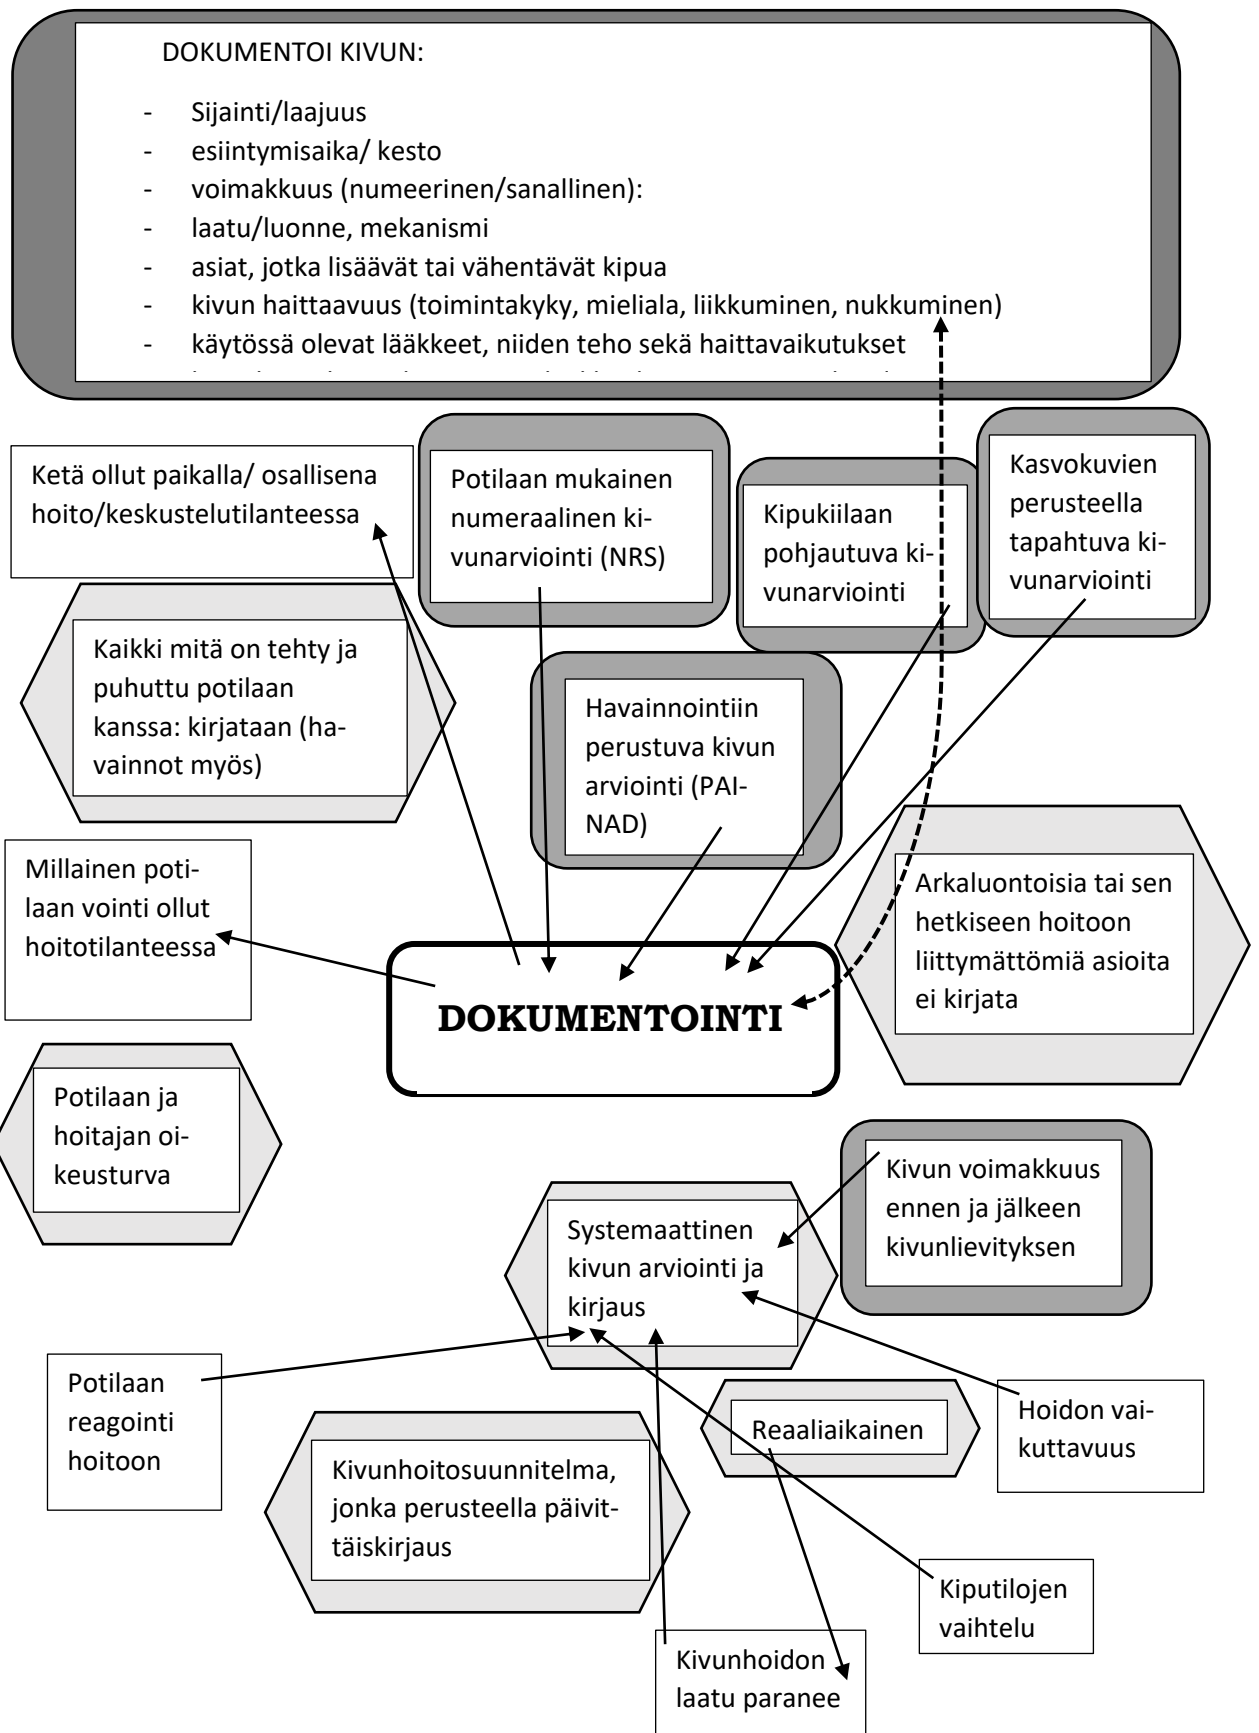 DOKUMENTOI KIVUN:
- Sijainti/laajuus
- esiintymisaika/ kesto
- voimakkuus (numeerinen/sanallinen):
- laatu/luonne, mekanismi
- asiat, jotka lisäävät tai vähentävät kipua
- kivun haittaavuus (toimintakyky, mieliala, liikkuminen, nukkuminen)
- käytössä olevat lääkkeet, niiden teho sekä haittavaikutukset
Ketä ollut paikalla/ osallisena
hoito/keskustelutilanteessa
Potilaan mukainen
numeraalinen ki-
vunarviointi (NRS)
Kipukiilaan
pohjautuva ki-
vunarviointi
Kasvokuvien
perusteella
tapahtuva ki-
vunarviointi
Kaikki mitä on tehty ja
puhuttu potilaan
kanssa: kirjataan (ha-
vainnot myös)
Havainnointiin
perustuva kivun
arviointi (PAI-
NAD)
Millainen poti-
laan vointi ollut
hoitotilanteessa
Arkaluontoisia tai sen
hetkiseen hoitoon
liittymättömiä asioita
ei kirjata
DOKUMENTOINTI
Potilaan ja
hoitajan oi-
keusturva
Kivun voimakkuus
ennen ja jälkeen
kivunlievityksen
Systemaattinen
kivun arviointi ja
kirjaus
Potilaan
reagointi
hoitoon
Reaaliaikainen
Hoidon vai-
kuttavuus
Kivunhoitosuunnitelma,
jonka perusteella päivit-
täiskirjaus
Kiputilojen
vaihtelu
Kivunhoidon
laatu paranee